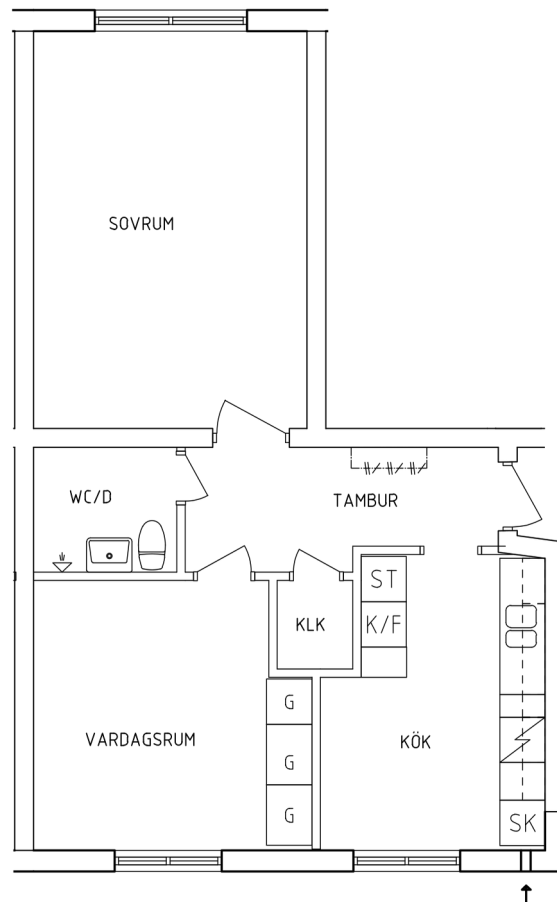 SOVRUM
WC/D
TAMBUR
ST
K/F
KLK
G
VARDAGSRUM
KÖK
G
G
SK